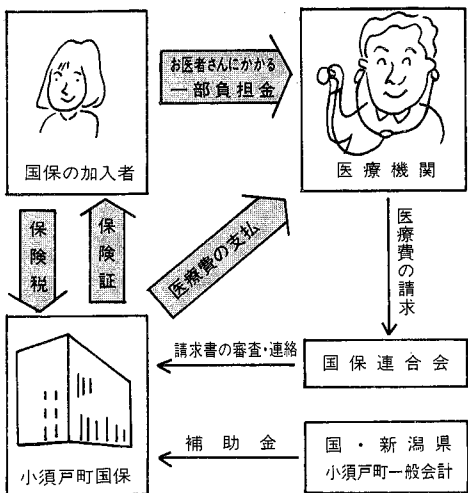 お医者さんにかかる
一部負担金
国保の加入者
医療機関
保険税
保険証
医療費の支払
医療費の請求
請求書の審査・連絡
国保連合会
小須戸町国保
補助金
国・新潟県
小須戸町一般会計